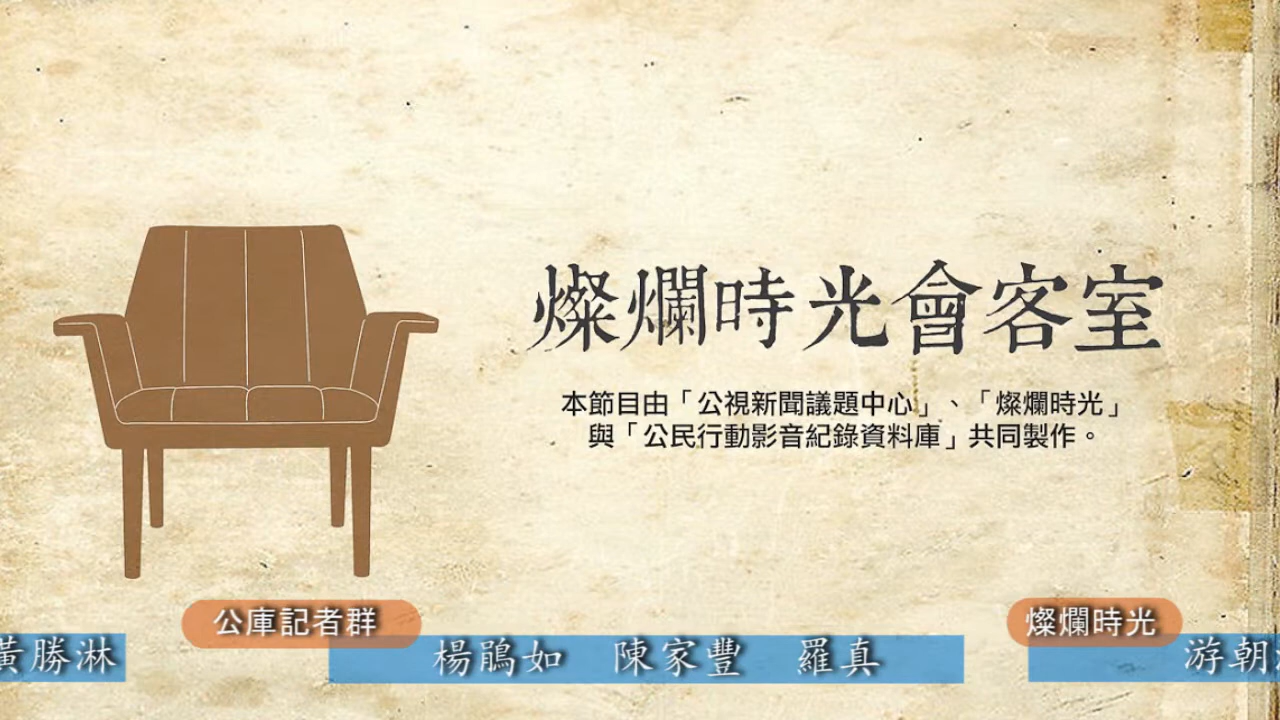 燦爛時光會客室
本節目由「公視新聞議題中心」、「燦爛時光」
與「公民行動影音紀錄資料庫」共同製作。
公庫記者群
燦爛時光
黃勝淋
楊鵑如 陳家豐 羅真
游朝